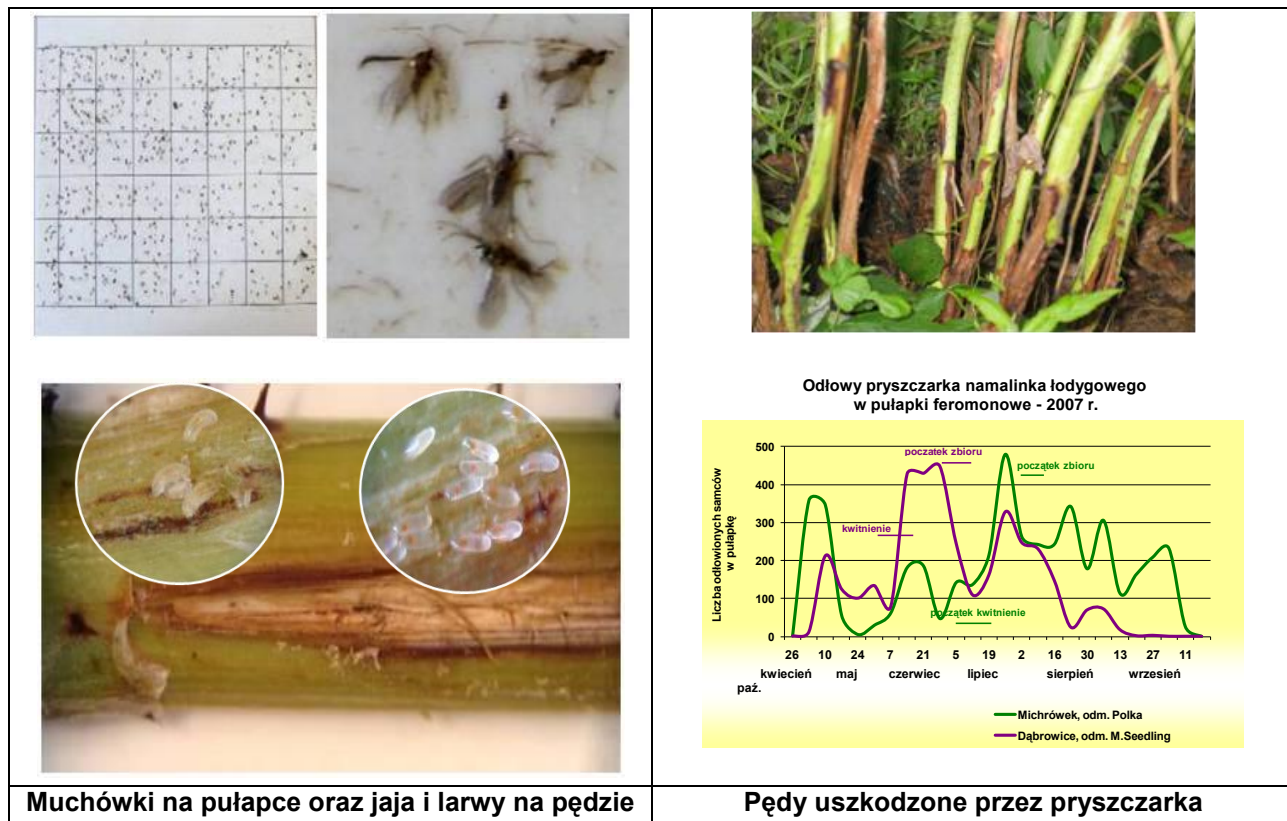 Odłowy pryszczarka namalinka łodygowego
w pułapki feromonowe - 2007 r.
Liczba odłowionych samców
w pułapkę
500
400
300
200
100
0
początek zbioru
początek zbioru
kwitnienie
początek kwitnienie
26 10 24 7 21 5 19 2 16 30 13 27 11
kwiecień maj czerwiec lipiec sierpień wrzesień
paź.
Michrówek, odm. Polka
Dąbrowice, odm. M.Seedling
Muchówki na pułapce oraz jaja i larwy na pędzie
Pędy uszkodzone przez pryszczarka